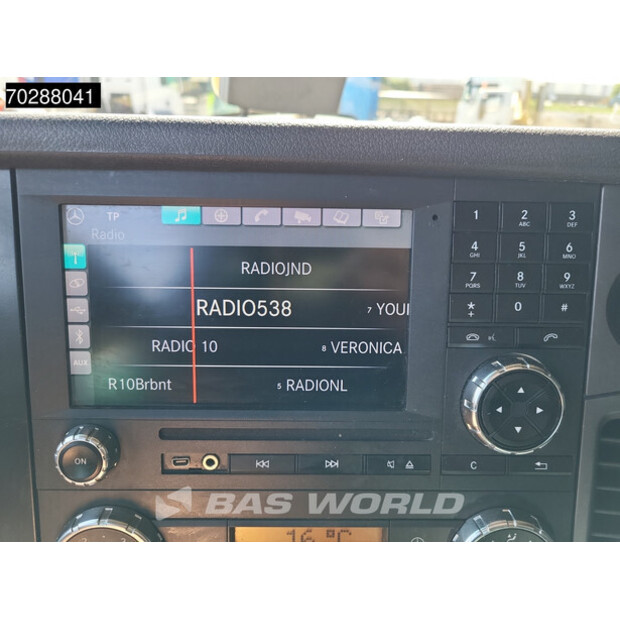 70288041
TP
Radio
RADIOJND
RADIO538
7 YOUI
RADIO 10
8 VERONICA
R10Brbnt
5 RADIONL
AUX
1 2 ABC 3 DEF
4 GHI 5 JKL 6 MNO
7 PQRS 8 TUV 9 WXYZ
* + 0 #
ON
C
BAS WORLD
16 °C